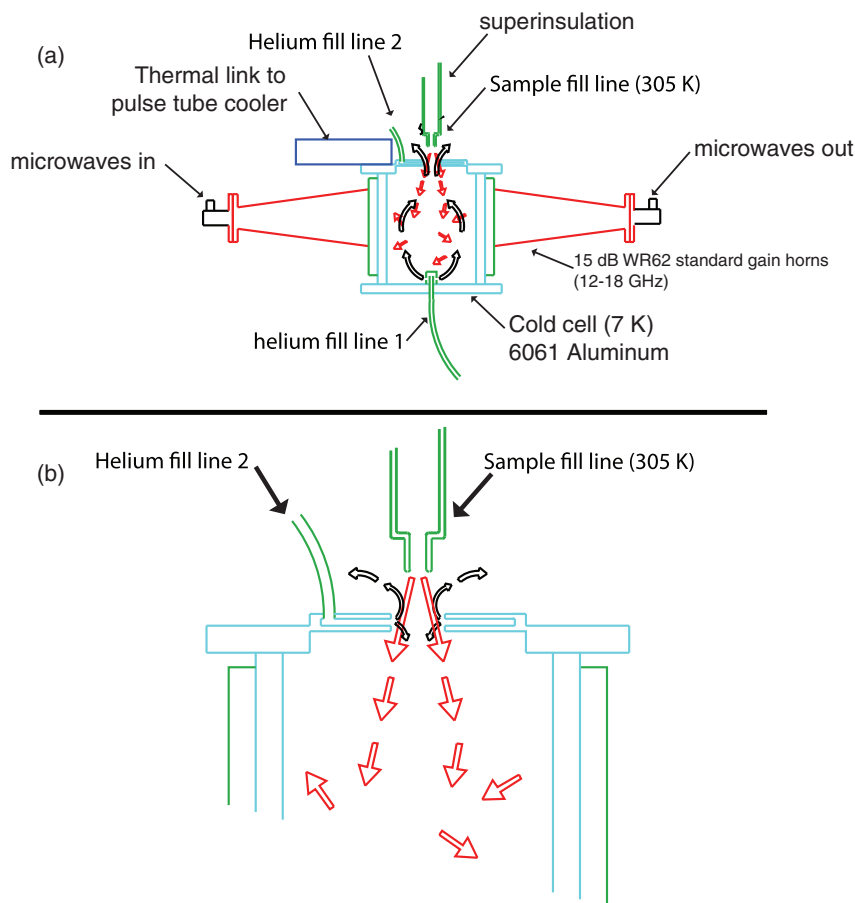 (a)
superinsulation
Helium fill line 2
Thermal link to
pulse tube cooler
Sample fill line (305 K)
microwaves in
microwaves out
15 dB WR62 standard gain horns
(12-18 GHz)
Cold cell (7 K)
6061 Aluminum
helium fill line 1
(b)
Helium fill line 2
Sample fill line (305 K)